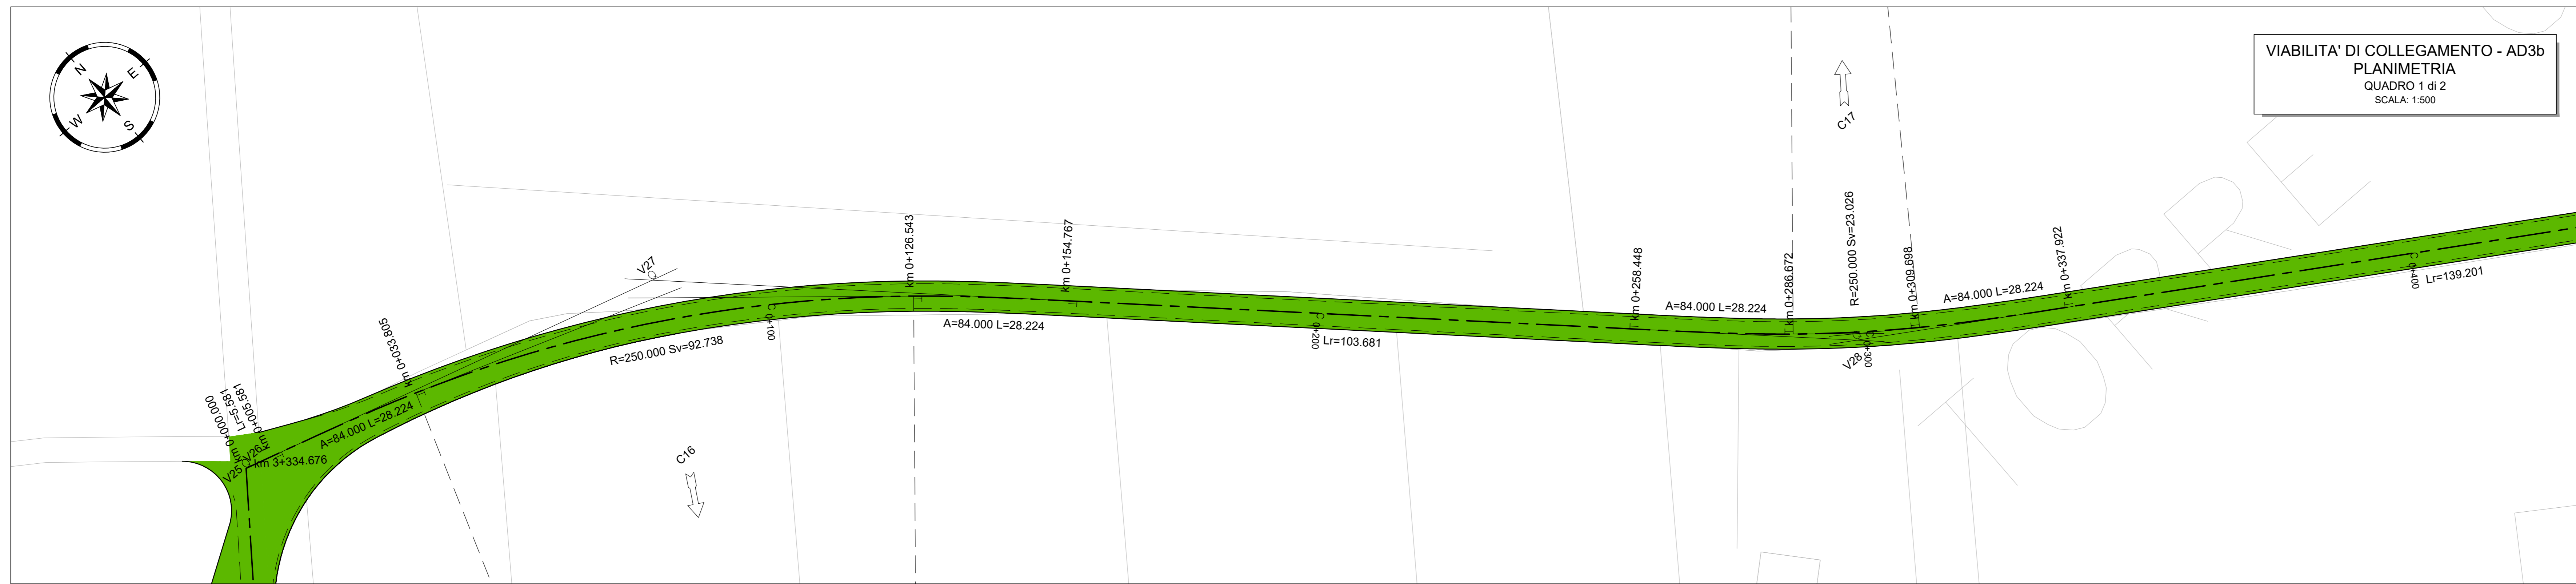 N
E
W
S
VIABILITA' DI COLLEGAMENTO - AD3b
PLANIMETRIA
QUADRO 1 di 2
SCALA: 1:500
km 0+000.000
Lr=5.581
km 0+005.581
V25
V26
km 3+334.676
A=84.000 L=28.224
km 0+033.805
V27
R=250.000 Sv=92.738
C 0+100
C16
km 0+126.543
A=84.000 L=28.224
km 0+154.767
C 0+200
Lr=103.681
km 0+258.448
A=84.000 L=28.224
km 0+286.672
C17
R=250.000 Sv=23.026
V28
C 0+300
km 0+309.698
A=84.000 L=28.224
km 0+337.922
C 0+400
Lr=139.201
TORRE